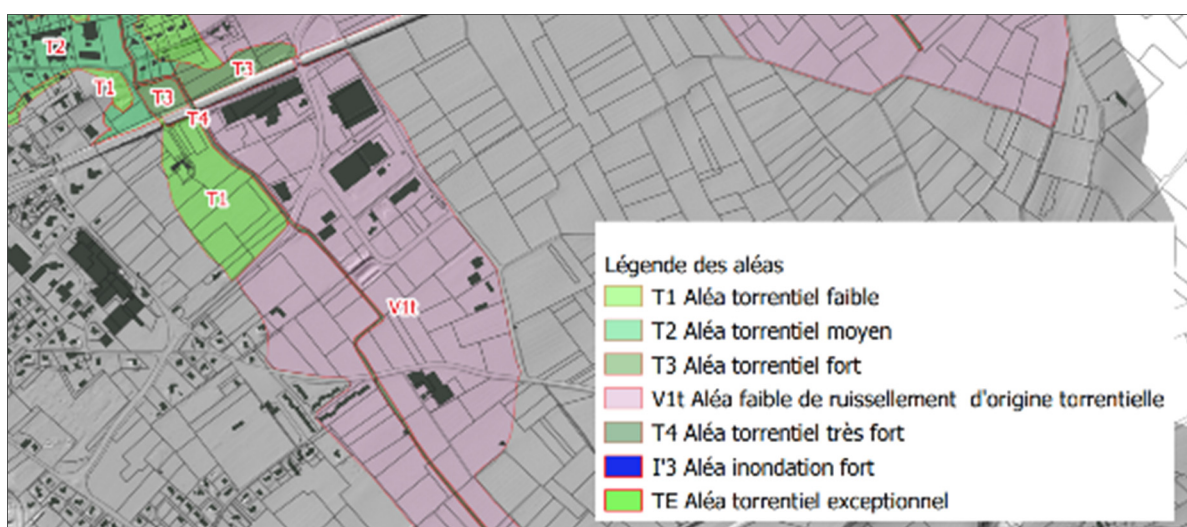 T2
T3
T1
T3
T4
T1
V1t
Légende des aléas
T1 Aléa torrentiel faible
T2 Aléa torrentiel moyen
T3 Aléa torrentiel fort
V1t Aléa faible de ruissellement d'origine torrentielle
T4 Aléa torrentiel très fort
I'3 Aléa inondation fort
TE Aléa torrentiel exceptionnel